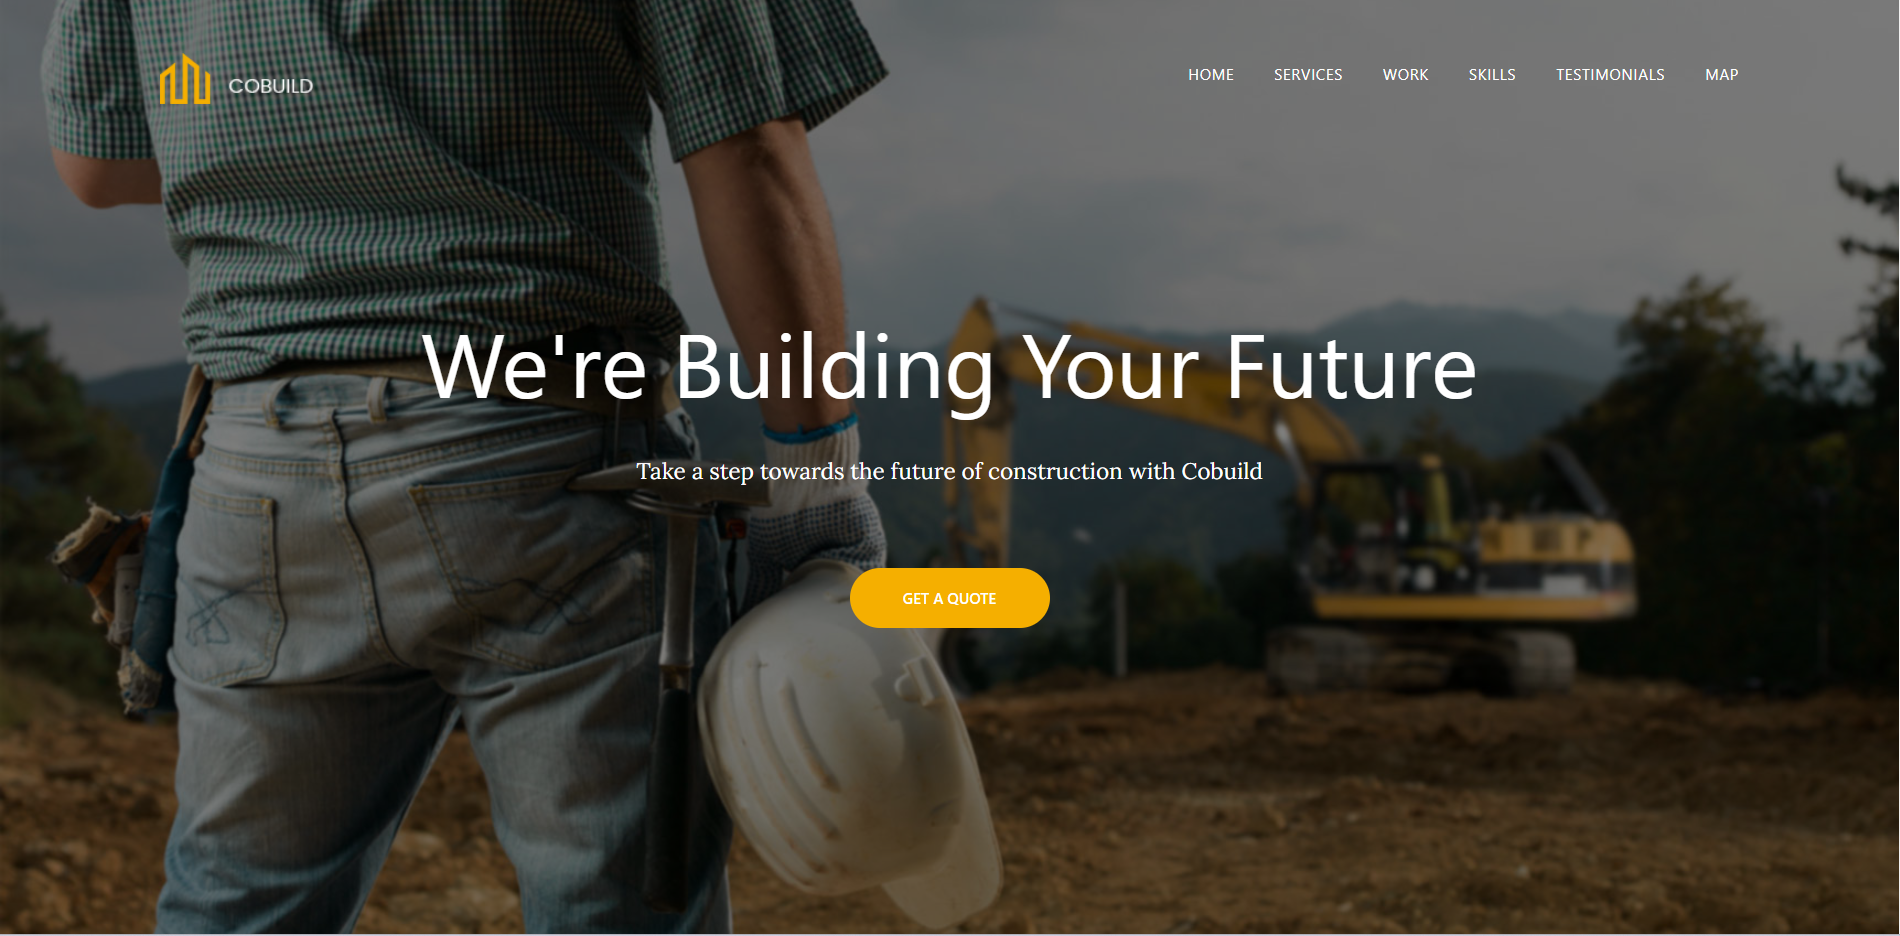 COBUILD
HOME SERVICES WORK SKILLS TESTIMONIALS MAP
We're Building Your Future
Take a step towards the future of construction with Cobuild
GET A QUOTE